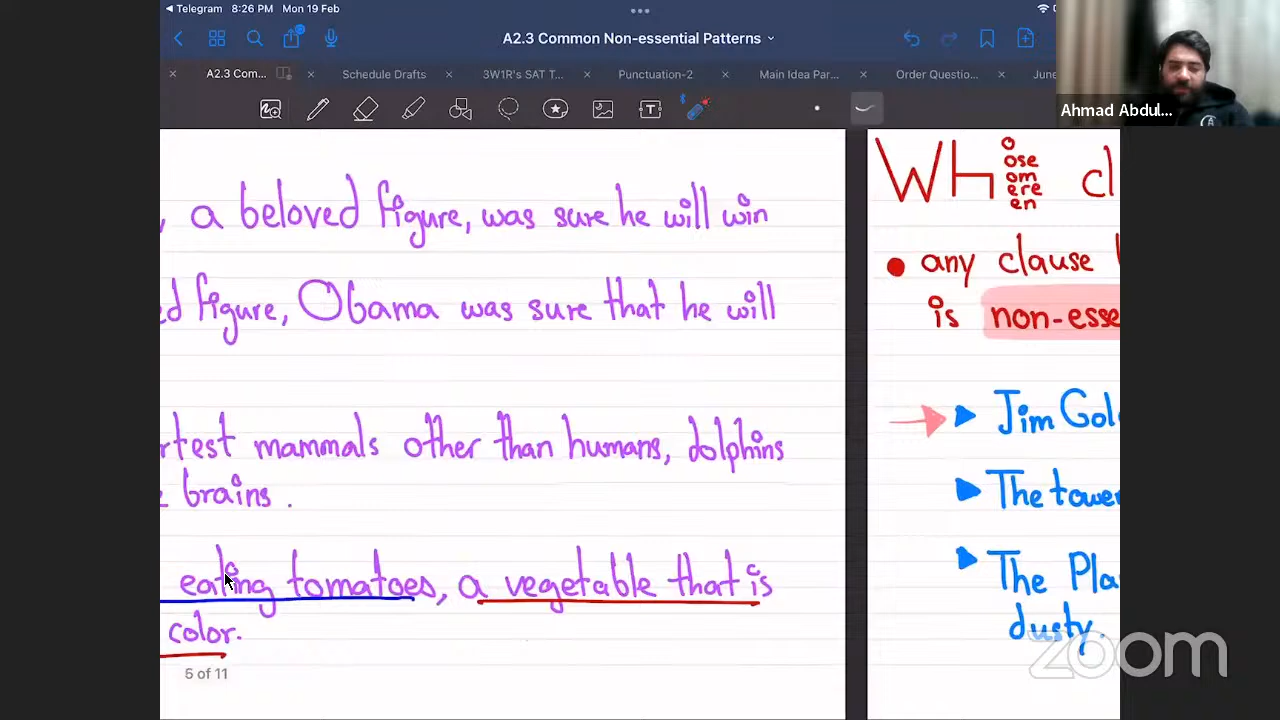 Telegram 8:26 PM Mon 19 Feb
A2.3 Common Non-essential Patterns
A2.3 Com... Schedule Drafts 3W1R's SAT T... Punctuation-2 Main Idea Par... Order Questio... June
Ahmad Abdul...
, a beloved figure, was sure he will win
ed figure, Obama was sure that he will
rtest mammals other than humans, dolphins
brains.
eating tomatoes, a vegetable that is
color.
5 of 11
Wh
o
ose
om
ere
en
cl
any clause
is non-esse
Jim Gol
The tower
The Pla
dusty.
zoom